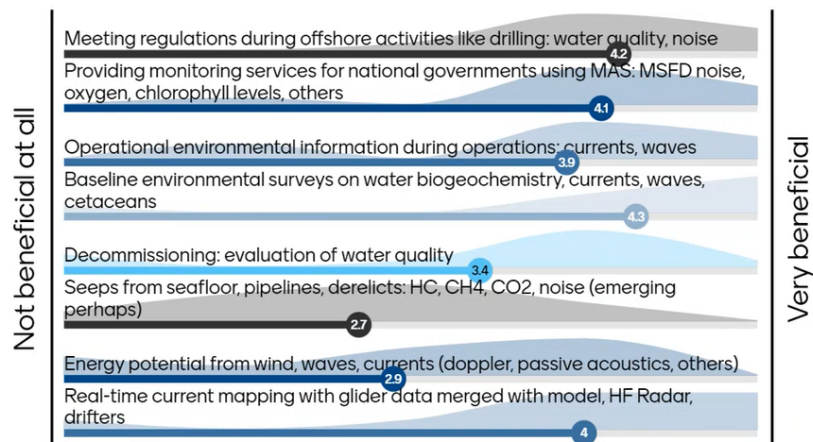 Not beneficial at all
Meeting regulations during offshore activities like drilling: water quality, noise
4.2
Providing monitoring services for national governments using MAS: MSFD noise,
oxygen, chlorophyll levels, others
4.1
Operational environmental information during operations: currents, waves
3.9
Baseline environmental surveys on water biogeochemistry, currents, waves,
cetaceans
4.3
Decommissioning: evaluation of water quality
3.4
Seeps from seafloor, pipelines, derelicts: HC, CH4, CO2, noise (emerging
perhaps)
2.7
Energy potential from wind, waves, currents (doppler, passive acoustics, others)
2.9
Real-time current mapping with glider data merged with model, HF Radar,
drifters
4
Very beneficial